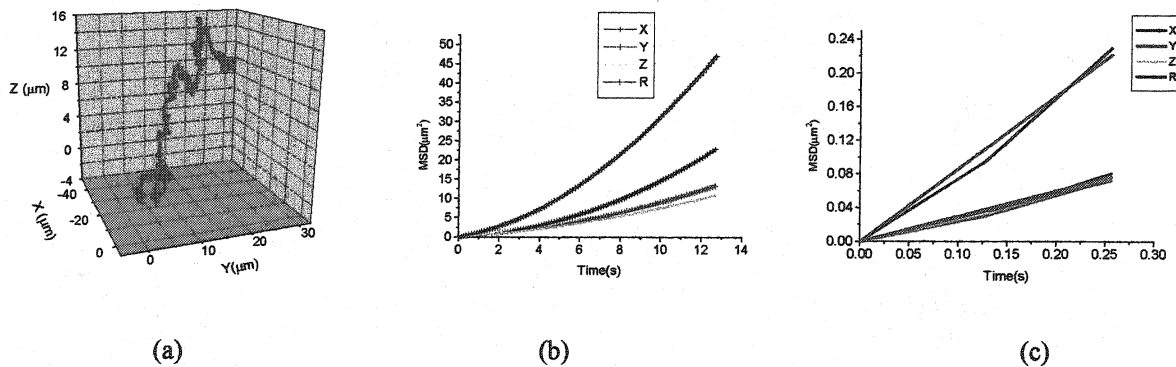 16
12
8
Z (μm)
4
0
-4
-40
-20
0
X (μm)
0
10
20
30
Y(μm)
(a)
X
Y
Z
R
50
45
40
35
30
25
20
15
10
5
0
MSD(μm²)
0 2 4 6 8 10 12 14
Time(s)
(b)
X
Y
Z
R
0.24
0.20
0.16
0.12
0.08
0.04
0.00
MSD(μm²)
0.00 0.05 0.10 0.15 0.20 0.25 0.30
Time(s)
(c)